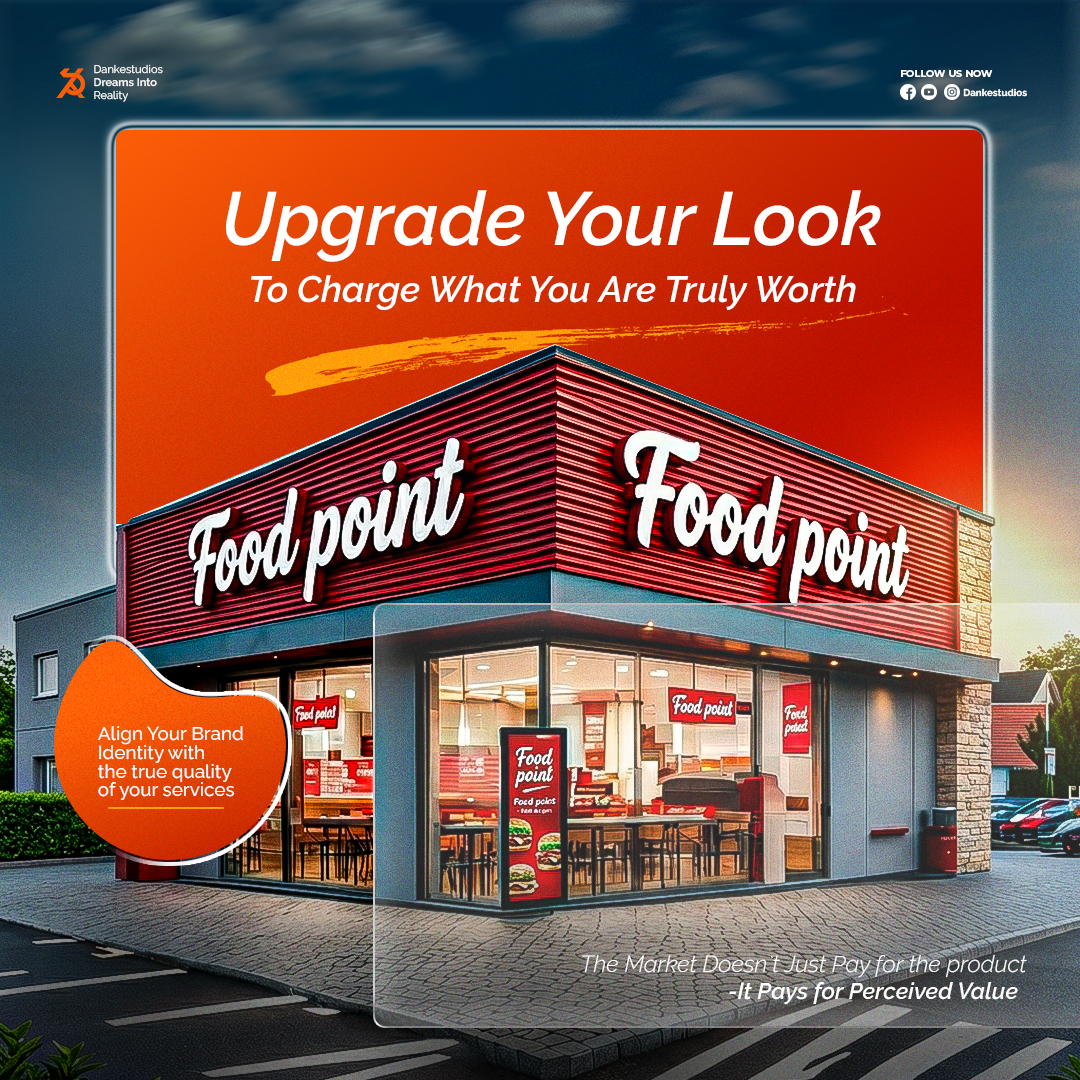 Dankestudios
Dreams Into
Reality
FOLLOW US NOW
Dankestudios
Upgrade Your Look
To Charge What You Are Truly Worth
Food point
Food point
Food point
Food point
Food
point
Align Your Brand
Identity with
the true quality
of your services
The Market Doesn't Just Pay for the product
-It Pays for Perceived Value